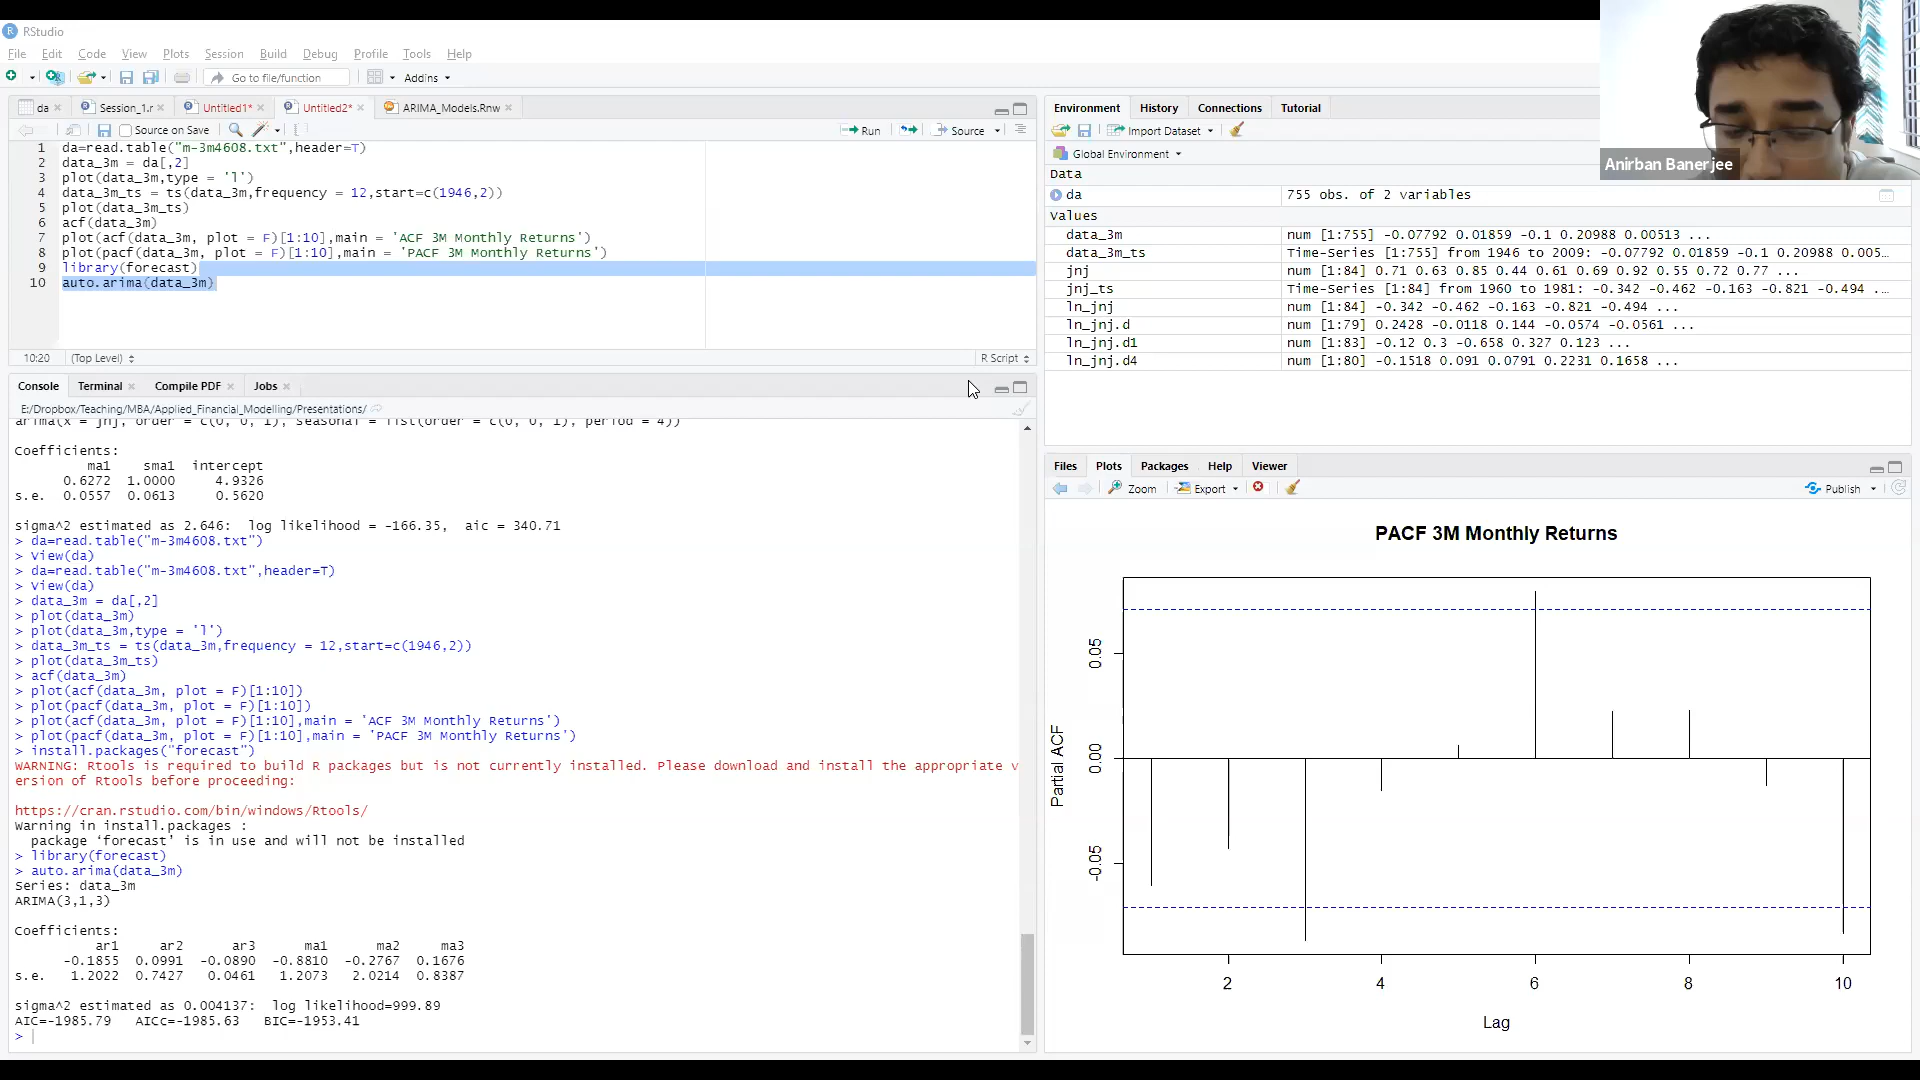 RStudio
File Edit Code View Plots Session Build Debug Profile Tools Help
Go to file/function Addins
da Session_1.r Untitled1* Untitled2* ARIMA_Models.Rnw
Source on Save Run Source
1 da=read.table("m-3m4608.txt",header=T)
2 data_3m = da[,2]
3 plot(data_3m,type = 'l')
4 data_3m_ts = ts(data_3m,frequency = 12,start=c(1946,2))
5 plot(data_3m_ts)
6 acf(data_3m)
7 plot(acf(data_3m, plot = F)[1:10],main = 'ACF 3M Monthly Returns')
8 plot(pacf(data_3m, plot = F)[1:10],main = 'PACF 3M Monthly Returns')
9 library(forecast)
10 auto.arima(data_3m)
10:20 (Top Level) R Script
Console Terminal Compile PDF Jobs
E:/Dropbox/Teaching/MBA/Applied_Financial_Modelling/Presentations/
arima(x = jnj, order = c(0, 0, 1), seasonal = list(order = c(0, 0, 1), period = 4))
Coefficients:
ma1 sma1 intercept
0.6272 1.0000 4.9326
s.e. 0.0557 0.0613 0.5620
sigma^2 estimated as 2.646: log likelihood = -166.35, aic = 340.71
> da=read.table("m-3m4608.txt")
> View(da)
> da=read.table("m-3m4608.txt",header=T)
> View(da)
> data_3m = da[,2]
> plot(data_3m)
> plot(data_3m,type = 'l')
> data_3m_ts = ts(data_3m,frequency = 12,start=c(1946,2))
> plot(data_3m_ts)
> acf(data_3m)
> plot(acf(data_3m, plot = F)[1:10])
> plot(pacf(data_3m, plot = F)[1:10])
> plot(acf(data_3m, plot = F)[1:10],main = 'ACF 3M Monthly Returns')
> plot(pacf(data_3m, plot = F)[1:10],main = 'PACF 3M Monthly Returns')
> install.packages("forecast")
WARNING: Rtools is required to build R packages but is not currently installed. Please download and install the appropriate v
ersion of Rtools before proceeding:
https://cran.rstudio.com/bin/windows/Rtools/
Warning in install.packages :
package ‘forecast’ is in use and will not be installed
> library(forecast)
> auto.arima(data_3m)
Series: data_3m
ARIMA(3,1,3)
Coefficients:
ar1 ar2 ar3 ma1 ma2 ma3
-0.1855 0.0991 -0.0890 -0.8810 -0.2767 0.1676
s.e. 1.2022 0.7427 0.0461 1.2073 2.0214 0.8387
sigma^2 estimated as 0.004137: log likelihood=999.89
AIC=-1985.79 AICc=-1985.63 BIC=-1953.41
>
Environment History Connections Tutorial
Import Dataset
Global Environment
Data
da 755 obs. of 2 variables
Values
data_3m num [1:755] -0.07792 0.01859 -0.1 0.20988 0.00513 ...
data_3m_ts Time-Series [1:755] from 1946 to 2009: -0.07792 0.01859 -0.1 0.20988 0.005…
jnj num [1:84] 0.71 0.63 0.85 0.44 0.61 0.69 0.92 0.55 0.72 0.77 ...
jnj_ts Time-Series [1:84] from 1960 to 1981: -0.342 -0.462 -0.163 -0.821 -0.494 ..…
ln_jnj num [1:84] -0.342 -0.462 -0.163 -0.821 -0.494 ...
ln_jnj.d num [1:79] 0.2428 -0.0118 0.144 -0.0574 -0.0561 ...
ln_jnj.d1 num [1:83] -0.12 0.3 -0.658 0.327 0.123 ...
ln_jnj.d4 num [1:80] -0.1518 0.091 0.0791 0.2231 0.1658 ...
Anirban Banerjee
Files Plots Packages Help Viewer
Zoom Export Publish
PACF 3M Monthly Returns
Partial ACF
0.05
0.00
-0.05
2 4 6 8 10
Lag